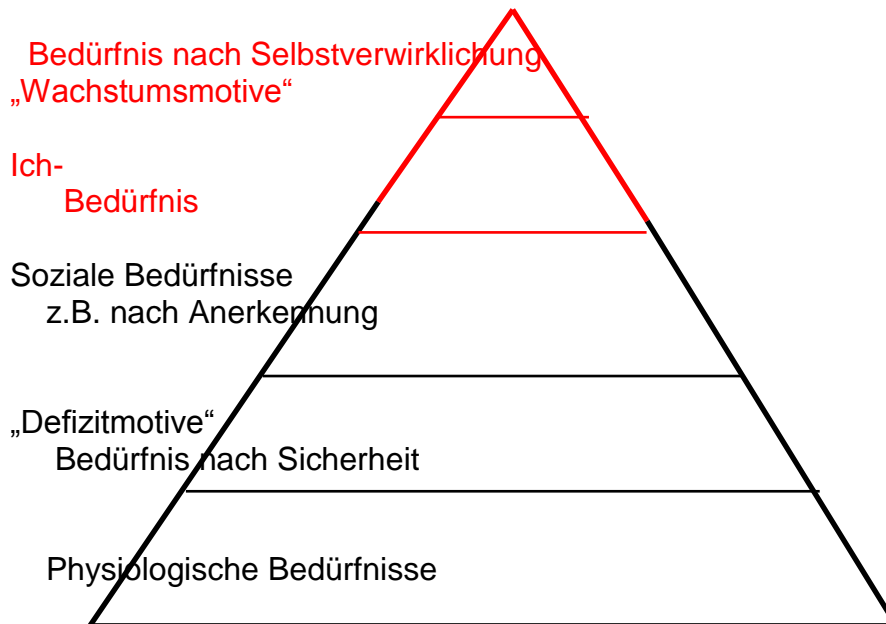 Bedürfnis nach Selbstverwirklichung
„Wachstumsmotive“
Ich-
Bedürfnis
Soziale Bedürfnisse
z.B. nach Anerkennung
„Defizitmotive“
Bedürfnis nach Sicherheit
Physiologische Bedürfnisse